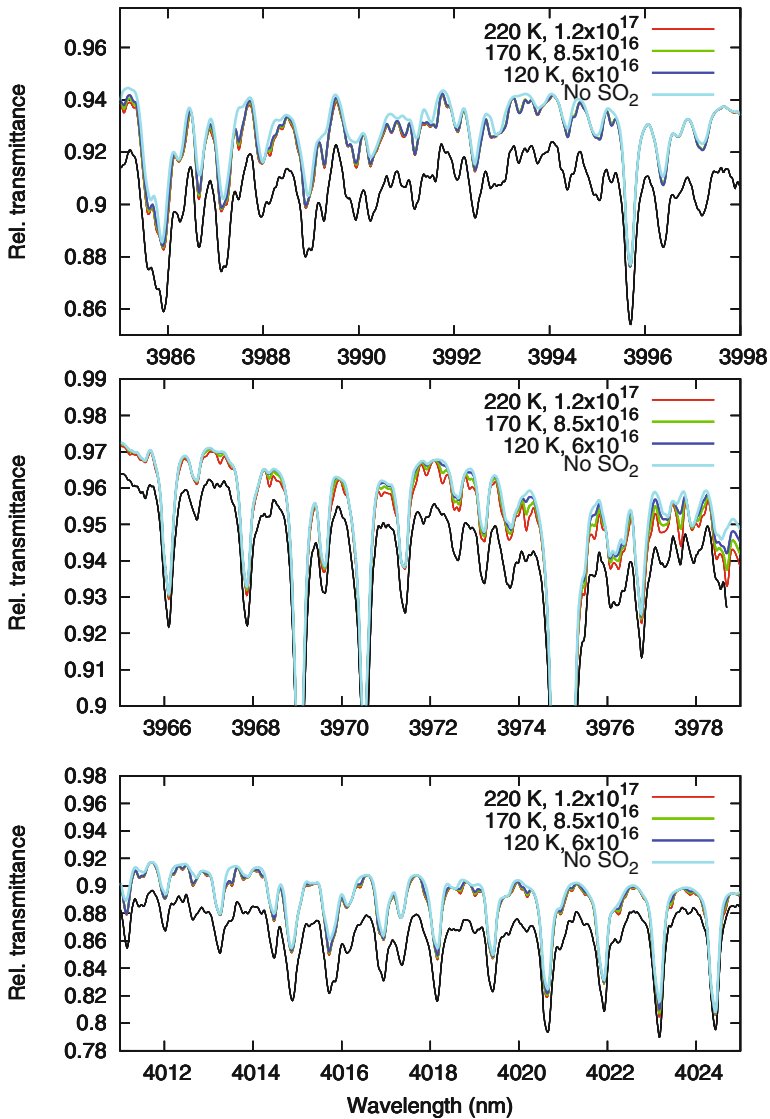 220 K, 1.2x10^17
170 K, 8.5x10^16
120 K, 6x10^16
No SO₂
0.96
0.94
0.92
0.9
0.88
0.86
Rel. transmittance
3986 3988 3990 3992 3994 3996 3998
220 K, 1.2x10^17
170 K, 8.5x10^16
120 K, 6x10^16
No SO₂
0.99
0.98
0.97
0.96
0.95
0.94
0.93
0.92
0.91
0.9
Rel. transmittance
3966 3968 3970 3972 3974 3976 3978
220 K, 1.2x10^17
170 K, 8.5x10^16
120 K, 6x10^16
No SO₂
0.98
0.96
0.94
0.92
0.9
0.88
0.86
0.84
0.82
0.8
0.78
Rel. transmittance
4012 4014 4016 4018 4020 4022 4024
Wavelength (nm)